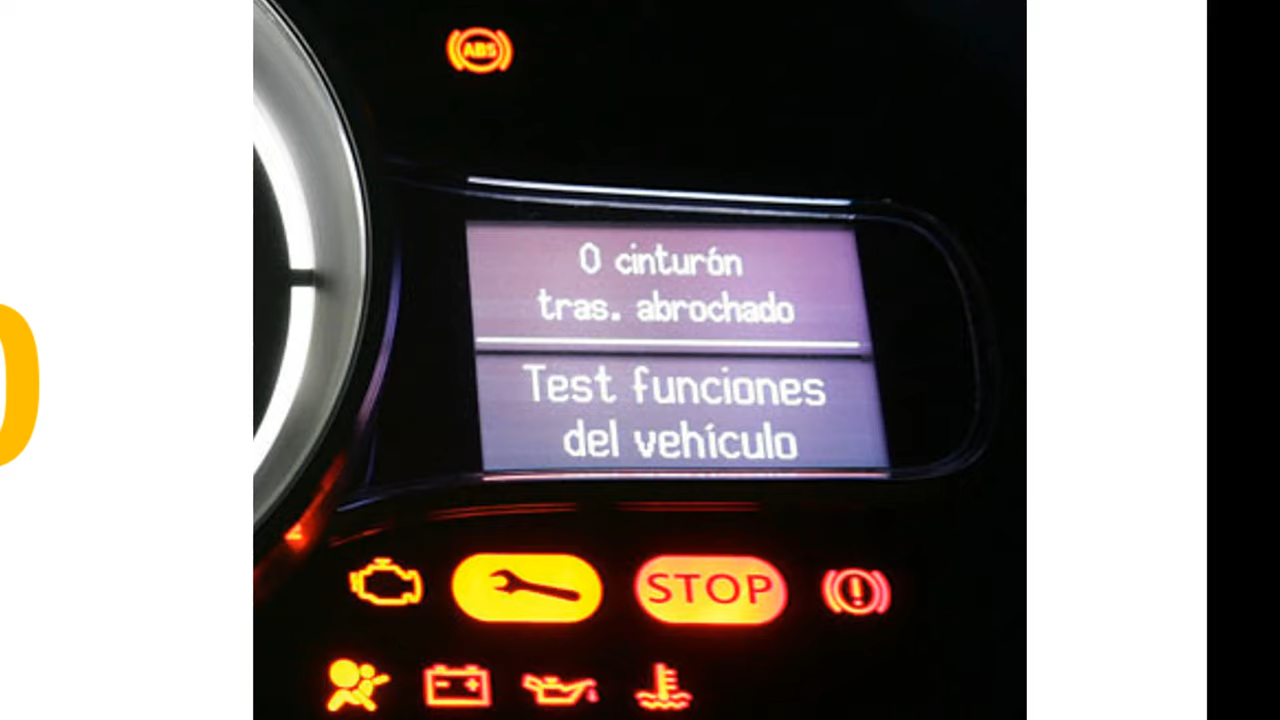 ABS
0 cinturón
tras. abrochado
Test funciones
del vehículo
STOP